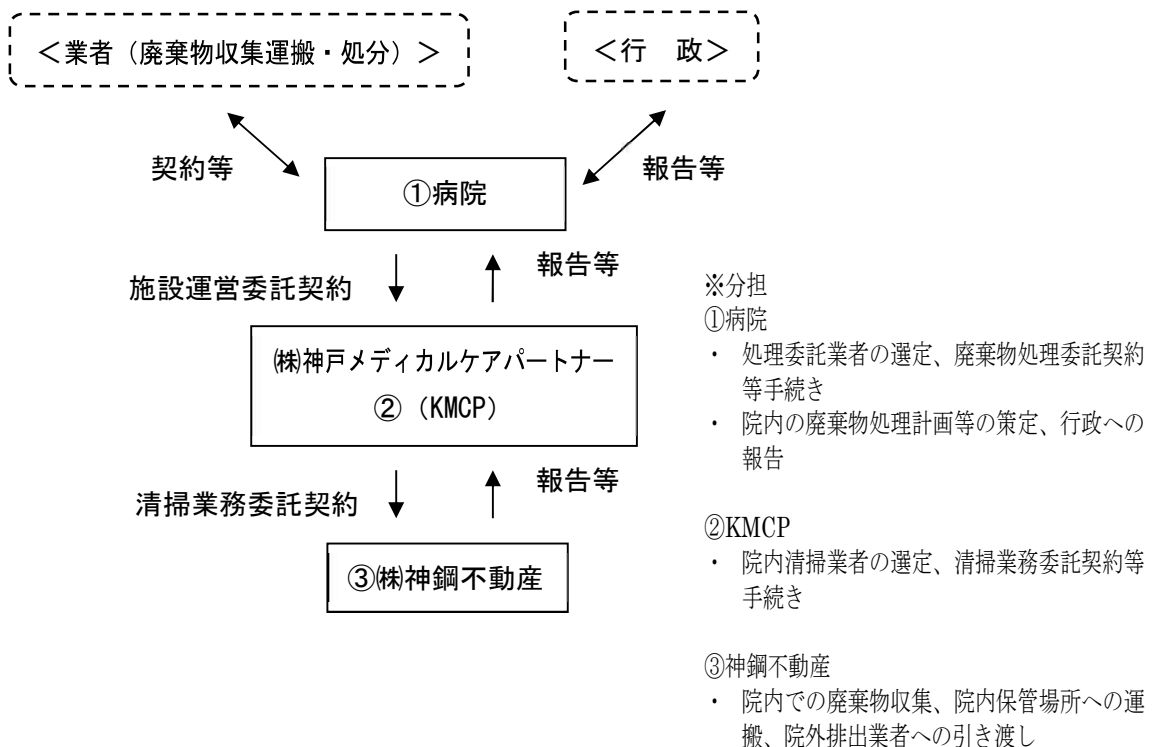 ＜業者（廃棄物収集運搬・処分）＞
＜行　政＞
契約等
報告等
①病院
施設運営委託契約
報告等
㈱神戸メディカルケアパートナー
②（KMCP）
清掃業務委託契約
報告等
③㈱神鋼不動産
※分担
①病院
・ 処理委託業者の選定、廃棄物処理委託契約
等手続き
・ 院内の廃棄物処理計画等の策定、行政への
報告
②KMCP
・ 院内清掃業者の選定、清掃業務委託契約等
手続き
③神鋼不動産
・ 院内での廃棄物収集、院内保管場所への運
搬、院外排出業者への引き渡し